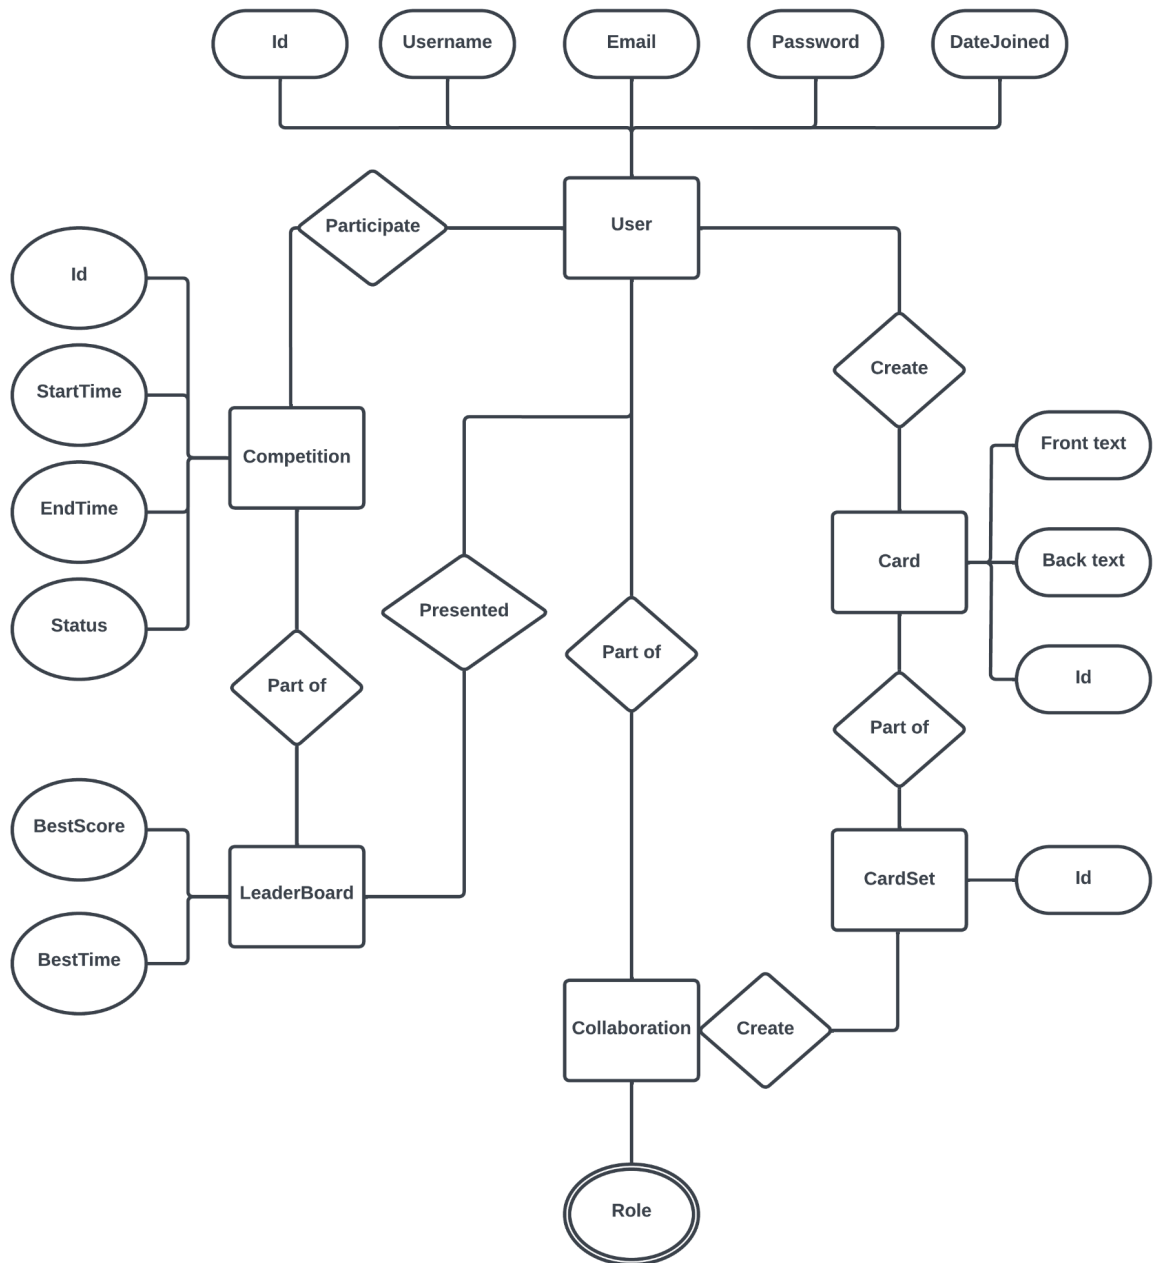 Id
Username
Email
Password
DateJoined
Participate
User
Id
Create
StartTime
Front text
Competition
EndTime
Card
Back text
Presented
Status
Part of
Id
Part of
Part of
BestScore
LeaderBoard
CardSet
Id
BestTime
Collaboration
Create
Role